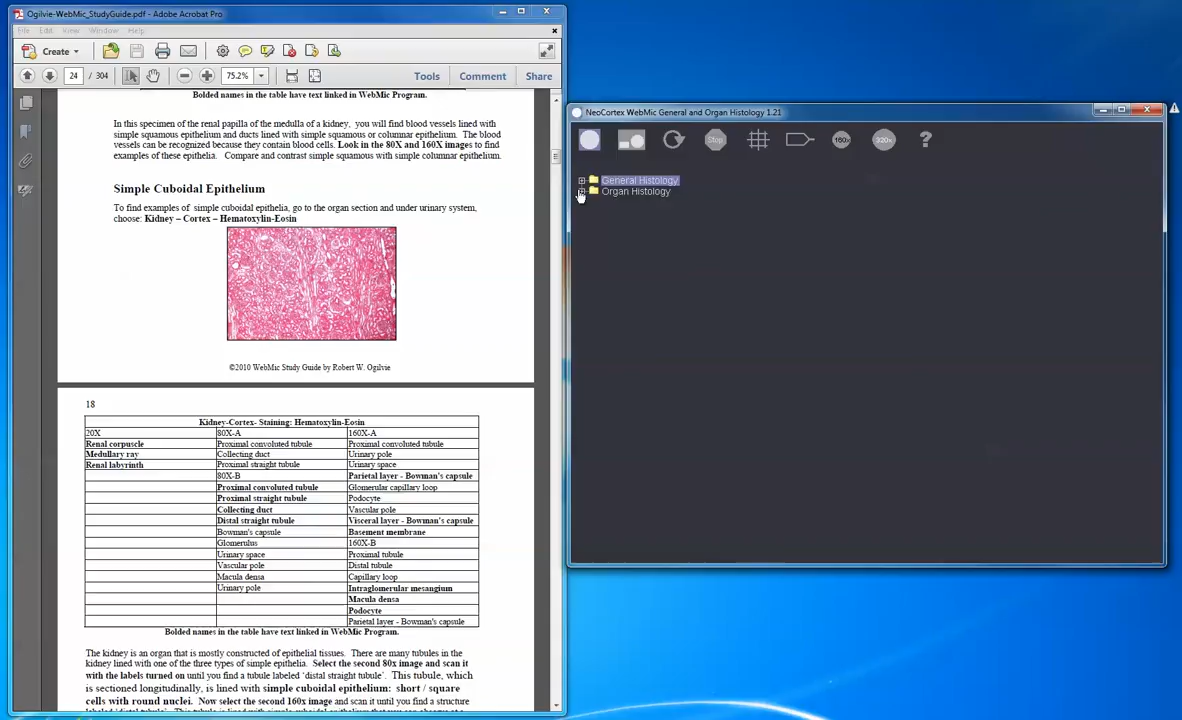 Ogilvie-WebMic_StudyGuide.pdf - Adobe Acrobat Pro
File Edit View Window Help
Create
24 / 304
75.2%
Tools Comment Share
Bolded names in the table have text linked in WebMic Program.
In this specimen of the renal papilla of the medulla of a kidney, you will find blood vessels lined with
simple squamous epithelium and ducts lined with simple squamous or columnar epithelium. The blood
vessels can be recognized because they contain blood cells. Look in the 80X and 160X images to find
examples of these epithelia. Compare and contrast simple squamous with simple columnar epithelium.
Simple Cuboidal Epithelium
To find examples of simple cuboidal epithelia, go to the organ section and under urinary system,
choose: Kidney – Cortex – Hematoxylin-Eosin
©2010 WebMic Study Guide by Robert W. Ogilvie
18
Kidney-Cortex- Staining: Hematoxylin-Eosin
20X 80X-A 160X-A
Renal corpuscle Proximal convoluted tubule Proximal convoluted tubule
Medullary ray Collecting duct Urinary pole
Renal labyrinth Proximal straight tubule Urinary space
80X-B Parietal layer - Bowman's capsule
Proximal convoluted tubule Glomerular capillary loop
Proximal straight tubule Podocyte
Collecting duct Vascular pole
Distal straight tubule Visceral layer - Bowman's capsule
Bowman's capsule Basement membrane
Glomerulus 160X-B
Urinary space Proximal tubule
Vascular pole Distal tubule
Macula densa Capillary loop
Urinary pole Intraglomerular mesangium
Macula densa
Podocyte
Parietal layer - Bowman's capsule
Bolded names in the table have text linked in WebMic Program.
The kidney is an organ that is mostly constructed of epithelial tissues. There are many tubules in the
kidney lined with one of the three types of simple epithelia. Select the second 80x image and scan it
with the labels turned on until you find a tubule labeled 'distal straight tubule'. This tubule, which
is sectioned longitudinally, is lined with simple cuboidal epithelium: short / square
cells with round nuclei. Now select the second 160x image and scan it until you find a structure
NeoCortex WebMic General and Organ Histology 1.21
Stop 160x 320x ?
General Histology
Organ Histology